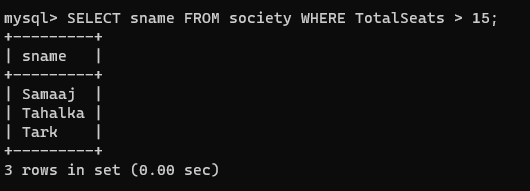 mysql> SELECT sname FROM society WHERE TotalSeats > 15;
+---------+
| sname   |
+---------+
| Samaaj  |
| Tahalka |
| Tark    |
+---------+
3 rows in set (0.00 sec)